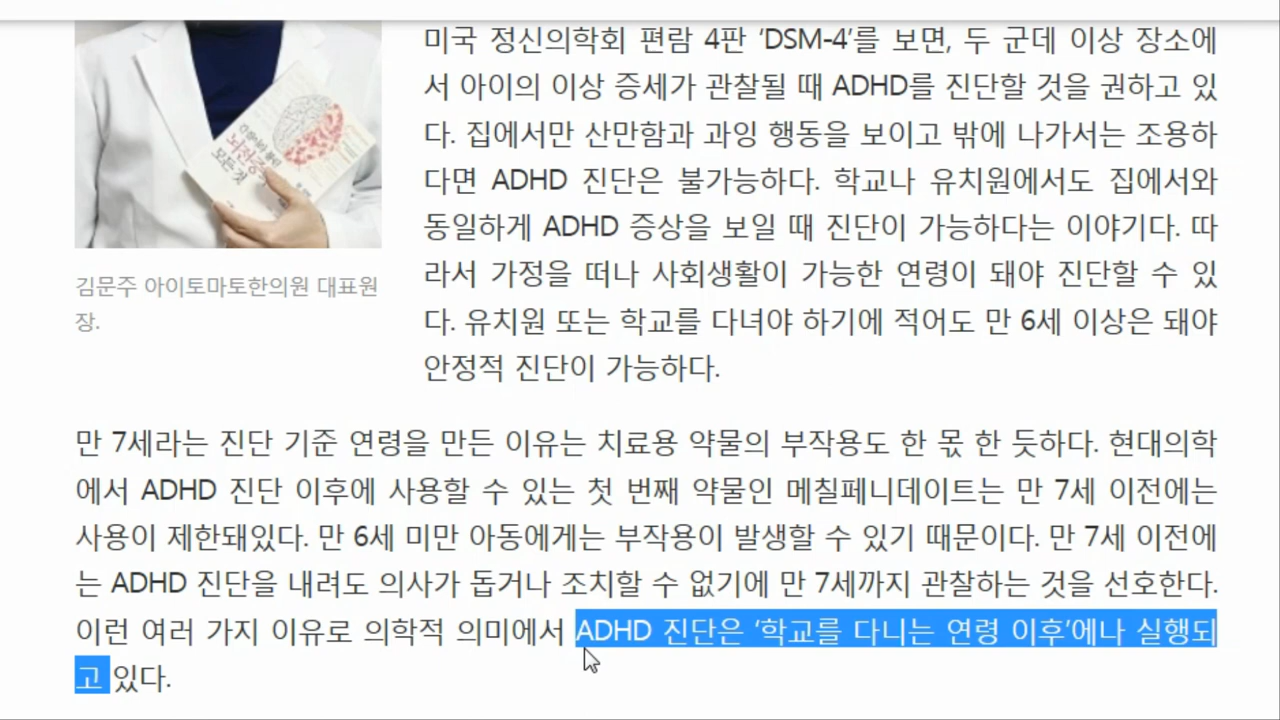 미국 정신의학회 편람 4판 ‘DSM-4’를 보면, 두 군데 이상 장소에
서 아이의 이상 증세가 관찰될 때 ADHD를 진단할 것을 권하고 있
다. 집에서만 산만함과 과잉 행동을 보이고 밖에 나가서는 조용하
다면 ADHD 진단은 불가능하다. 학교나 유치원에서도 집에서와
동일하게 ADHD 증상을 보일 때 진단이 가능하다는 이야기다. 따
라서 가정을 떠나 사회생활이 가능한 연령이 돼야 진단할 수 있
다. 유치원 또는 학교를 다녀야 하기에 적어도 만 6세 이상은 돼야
안정적 진단이 가능하다.
뇌전증
모든 것
김문주 아이토마토한의원 대표원
장.
만 7세라는 진단 기준 연령을 만든 이유는 치료용 약물의 부작용도 한 몫 한 듯하다. 현대의학
에서 ADHD 진단 이후에 사용할 수 있는 첫 번째 약물인 메칠페니데이트는 만 7세 이전에는
사용이 제한돼있다. 만 6세 미만 아동에게는 부작용이 발생할 수 있기 때문이다. 만 7세 이전에
는 ADHD 진단을 내려도 의사가 돕거나 조치할 수 없기에 만 7세까지 관찰하는 것을 선호한다.
이런 여러 가지 이유로 의학적 의미에서 ADHD 진단은 ‘학교를 다니는 연령 이후’에나 실행되
고 있다.